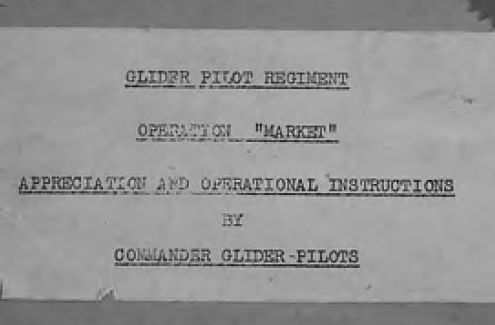 GLIDER PILOT REGIMENT
OPERATION "MARKET"
APPRECIATION AND OPERATIONAL INSTRUCTIONS
BY
COMMANDER GLIDER-PILOTS